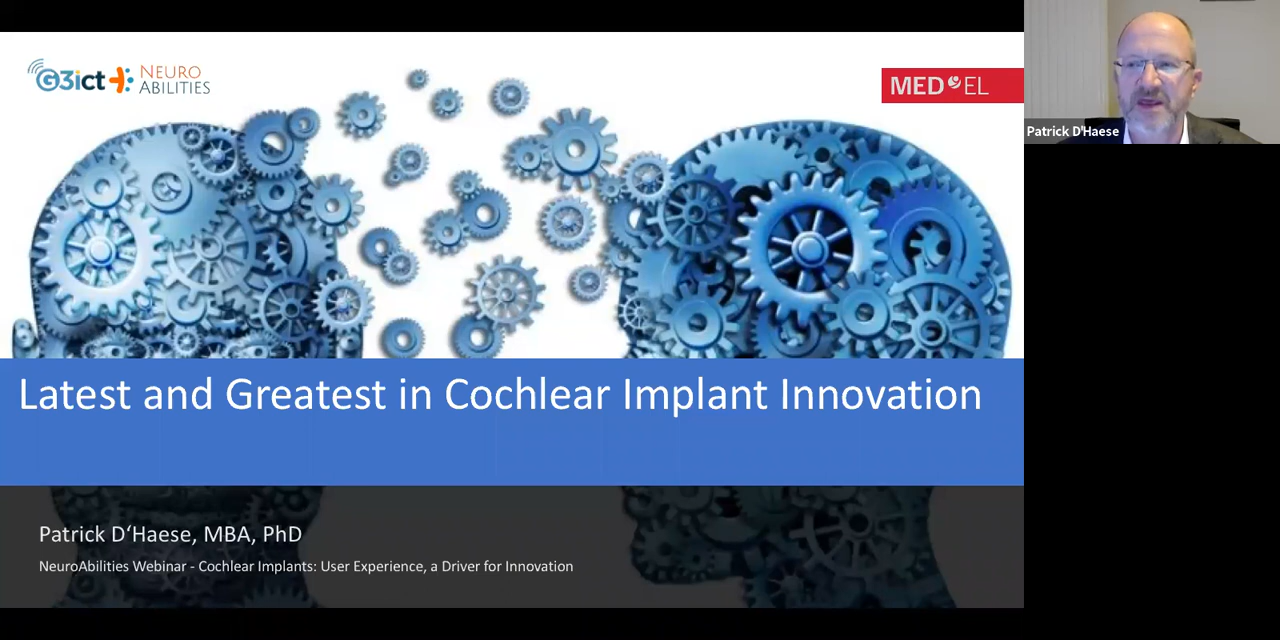 G3ict
NEURO
ABILITIES
MED EL
Patrick D'Haese
Latest and Greatest in Cochlear Implant Innovation
Patrick D‘Haese, MBA, PhD
NeuroAbilities Webinar - Cochlear Implants: User Experience, a Driver for Innovation